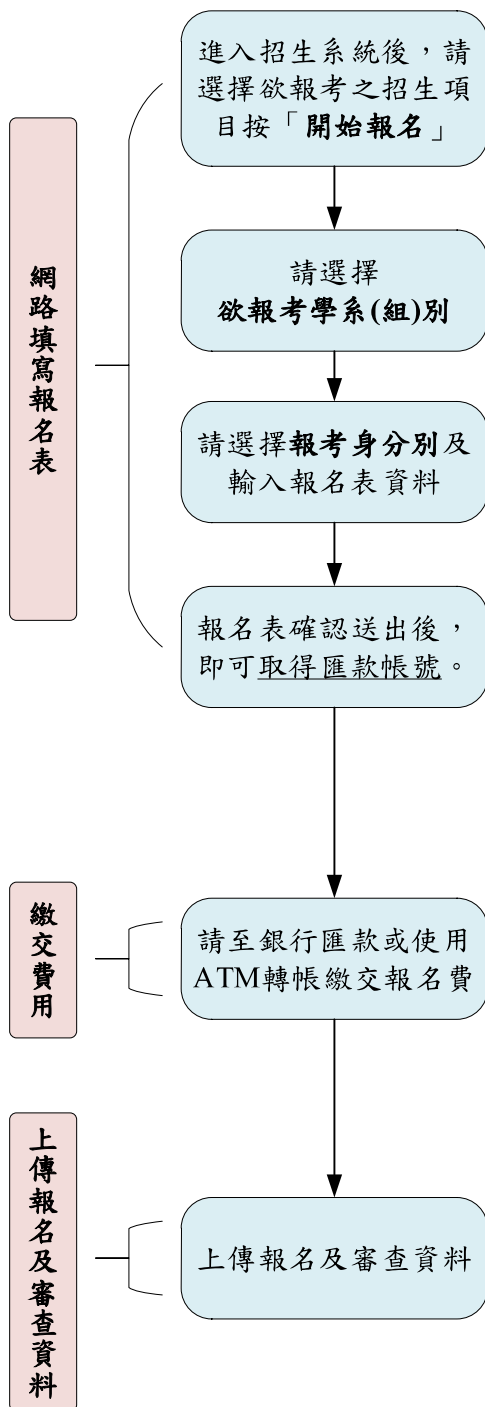 網路填寫報名表
進入招生系統後，請
選擇欲報考之招生項
目按「開始報名」
請選擇
欲報考學系(組)別
請選擇報考身分別及
輸入報名表資料
報名表確認送出後，
即可取得匯款帳號。
繳交費用
請至銀行匯款或使用
ATM轉帳繳交報名費
上傳報名及審查資料
上傳報名及審查資料